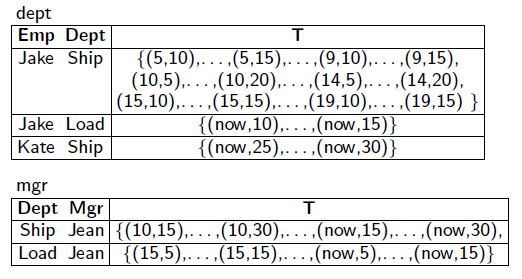 dept
Emp Dept T
Jake Ship {(5,10),...,(5,15),...,(9,10),...,(9,15),
(10,5),...,(10,20),...,(14,5),...,(14,20),
(15,10),...,(15,15),...,(19,10),...,(19,15) }
Jake Load {(now,10),...,(now,15)}
Kate Ship {(now,25),...,(now,30)}
mgr
Dept Mgr T
Ship Jean {(10,15),...,(10,30),...,(now,15),...,(now,30),
Load Jean {(15,5),...,(15,15),...,(now,5),...,(now,15)}